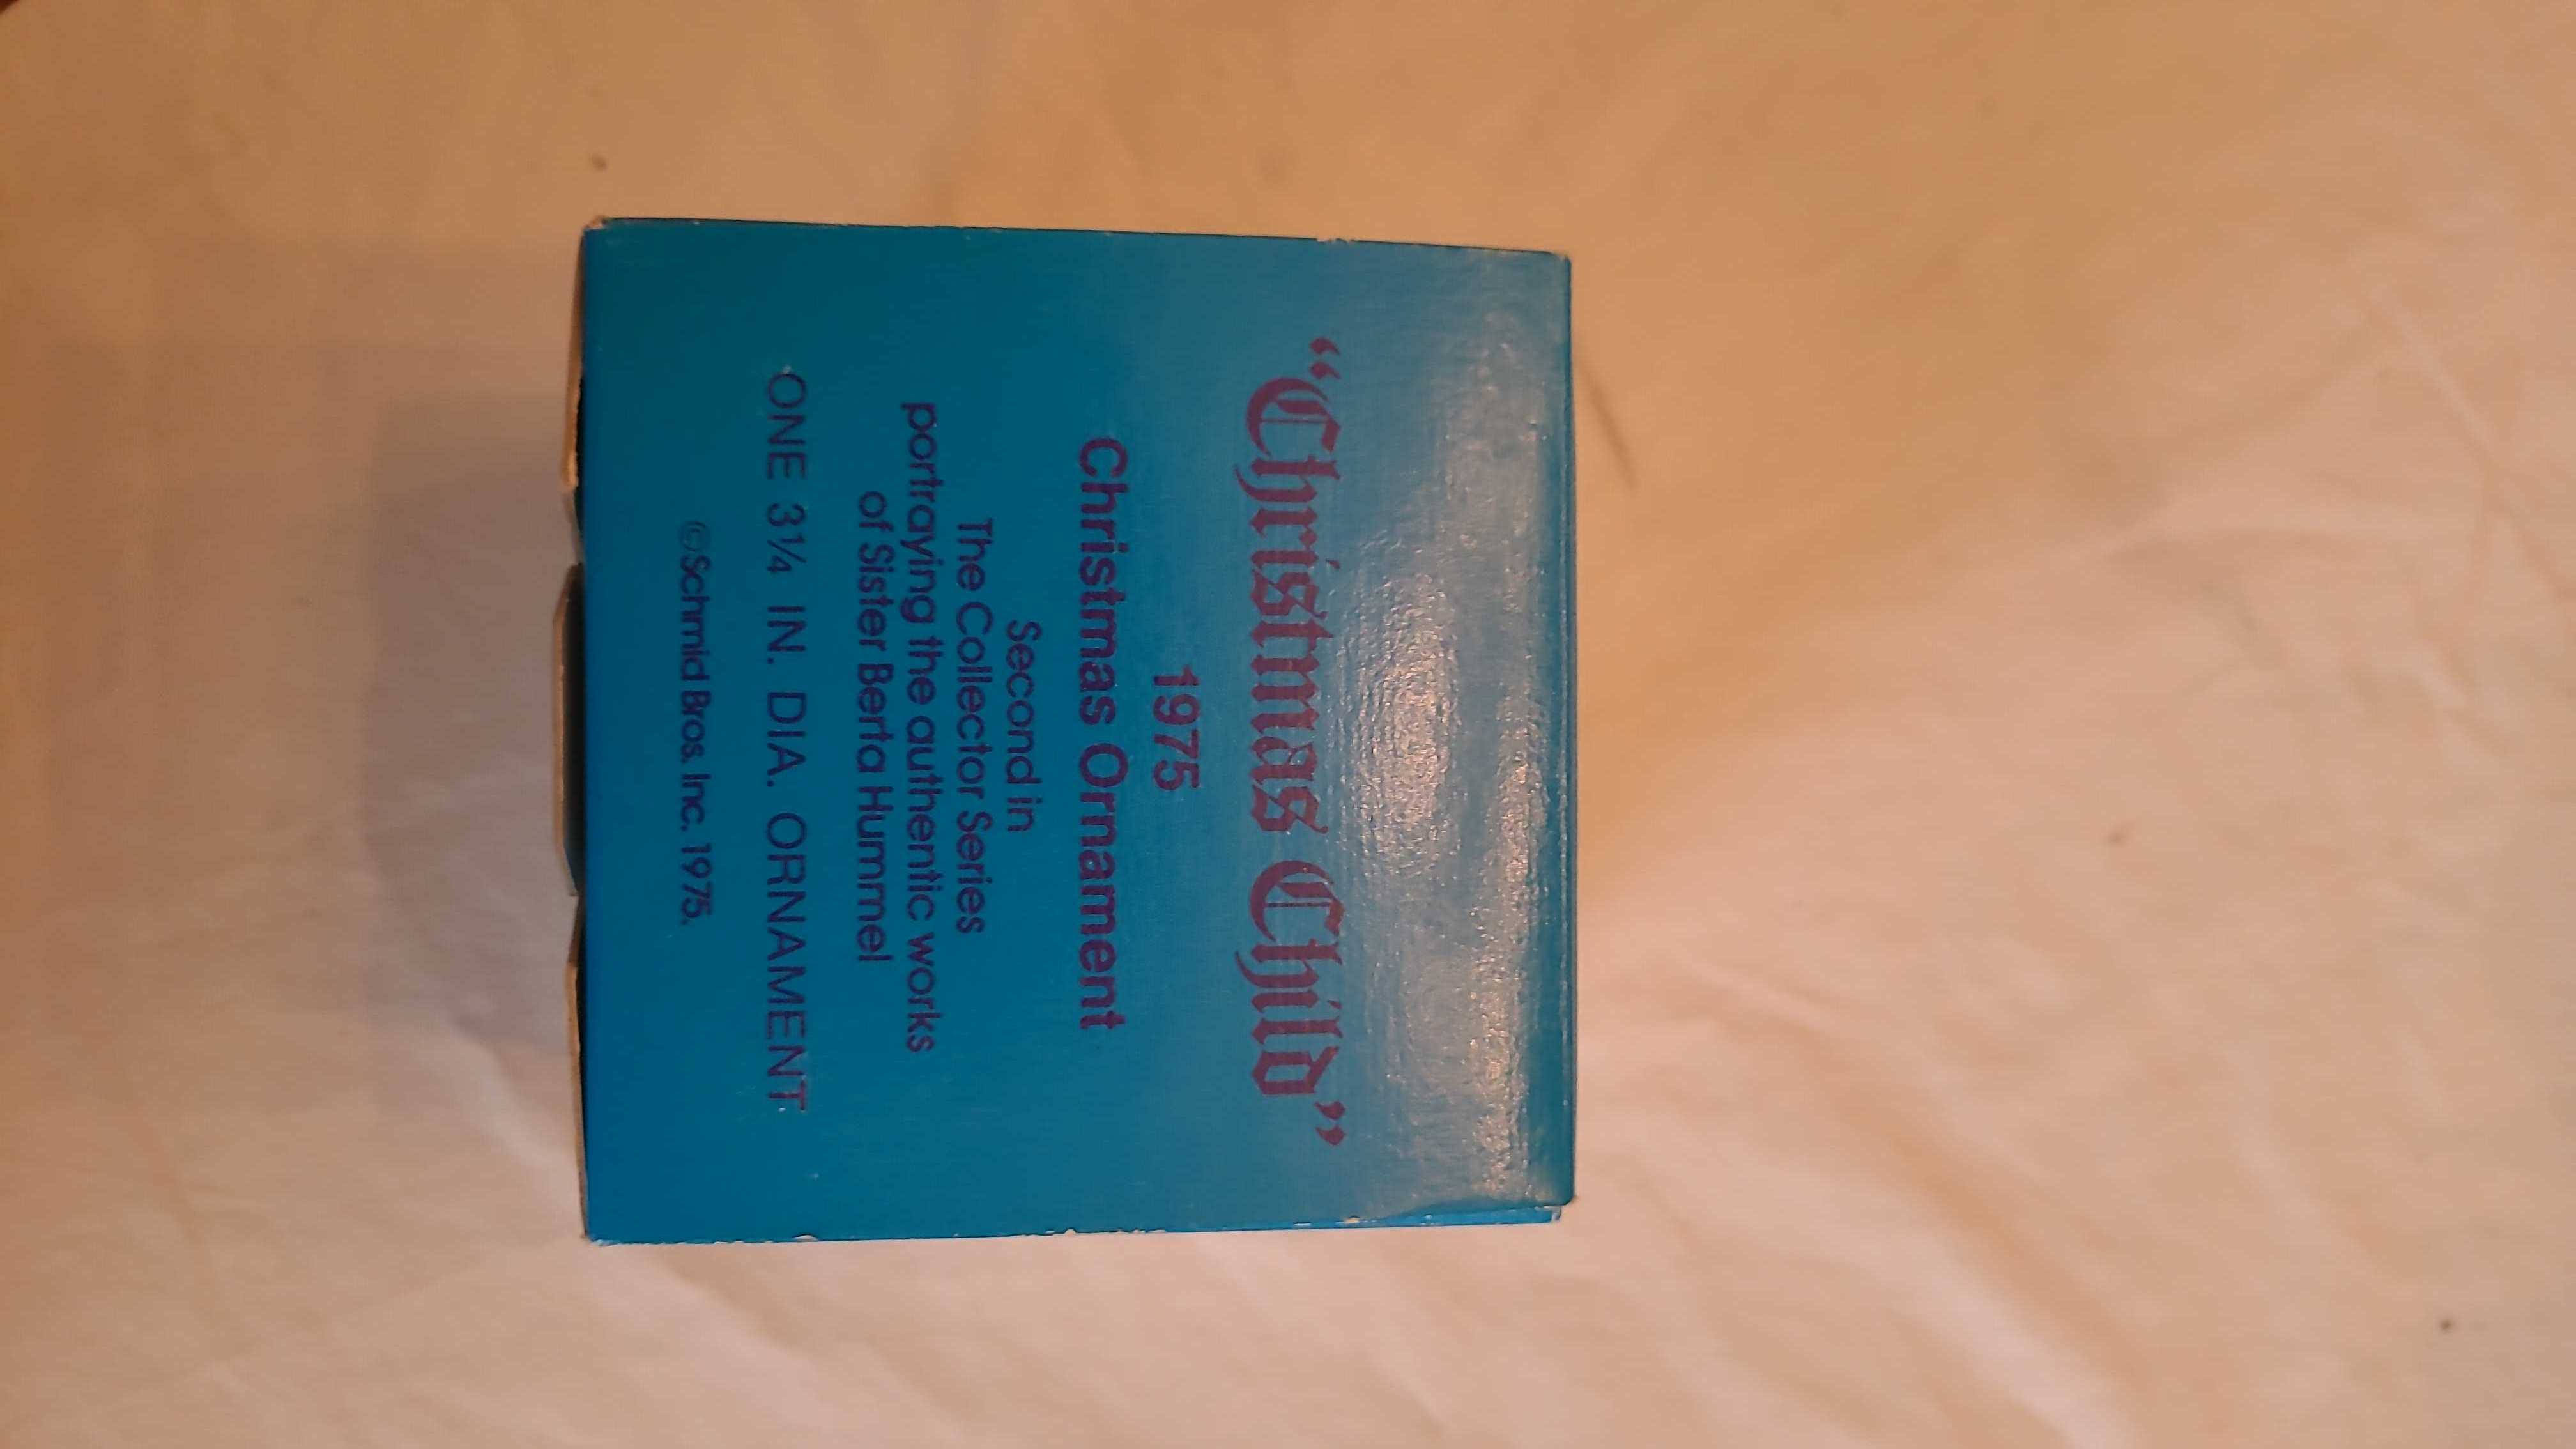 “Christmas Child”
1975
Christmas Ornament
Second in
The Collector Series
portraying the authentic works
of Sister Berta Hummel
ONE 3¼ IN. DIA. ORNAMENT
©Schmid Bros. Inc. 1975.